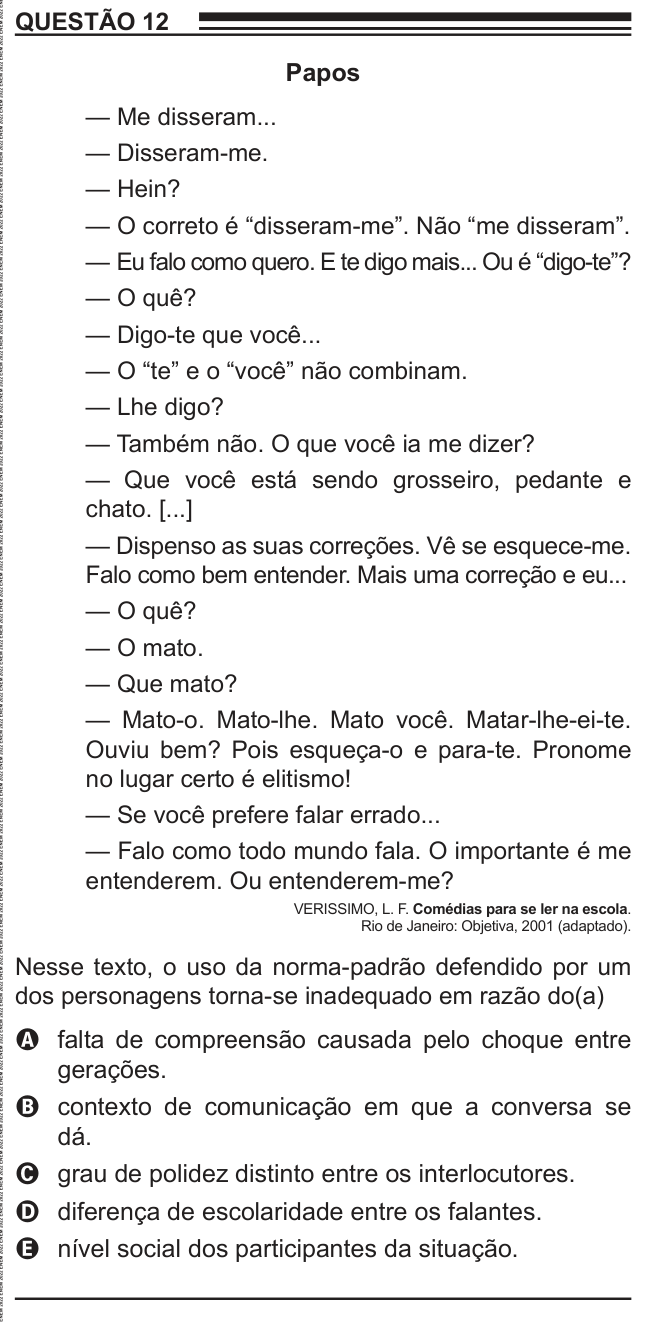 QUESTÃO 12
Papos
— Me disseram...
— Disseram-me.
— Hein?
— O correto é “disseram-me”. Não “me disseram”.
— Eu falo como quero. E te digo mais... Ou é “digo-te”?
— O quê?
— Digo-te que você...
— O “te” e o “você” não combinam.
— Lhe digo?
— Também não. O que você ia me dizer?
— Que você está sendo grosseiro, pedante e
chato. [...]
— Dispenso as suas correções. Vê se esquece-me.
Falo como bem entender. Mais uma correção e eu...
— O quê?
— O mato.
— Que mato?
— Mato-o. Mato-lhe. Mato você. Matar-lhe-ei-te.
Ouviu bem? Pois esqueça-o e para-te. Pronome
no lugar certo é elitismo!
— Se você prefere falar errado...
— Falo como todo mundo fala. O importante é me
entenderem. Ou entenderem-me?
VERISSIMO, L. F. Comédias para se ler na escola.
Rio de Janeiro: Objetiva, 2001 (adaptado).
Nesse texto, o uso da norma-padrão defendido por um
dos personagens torna-se inadequado em razão do(a)
A falta de compreensão causada pelo choque entre
gerações.
B contexto de comunicação em que a conversa se
dá.
C grau de polidez distinto entre os interlocutores.
D diferença de escolaridade entre os falantes.
E nível social dos participantes da situação.